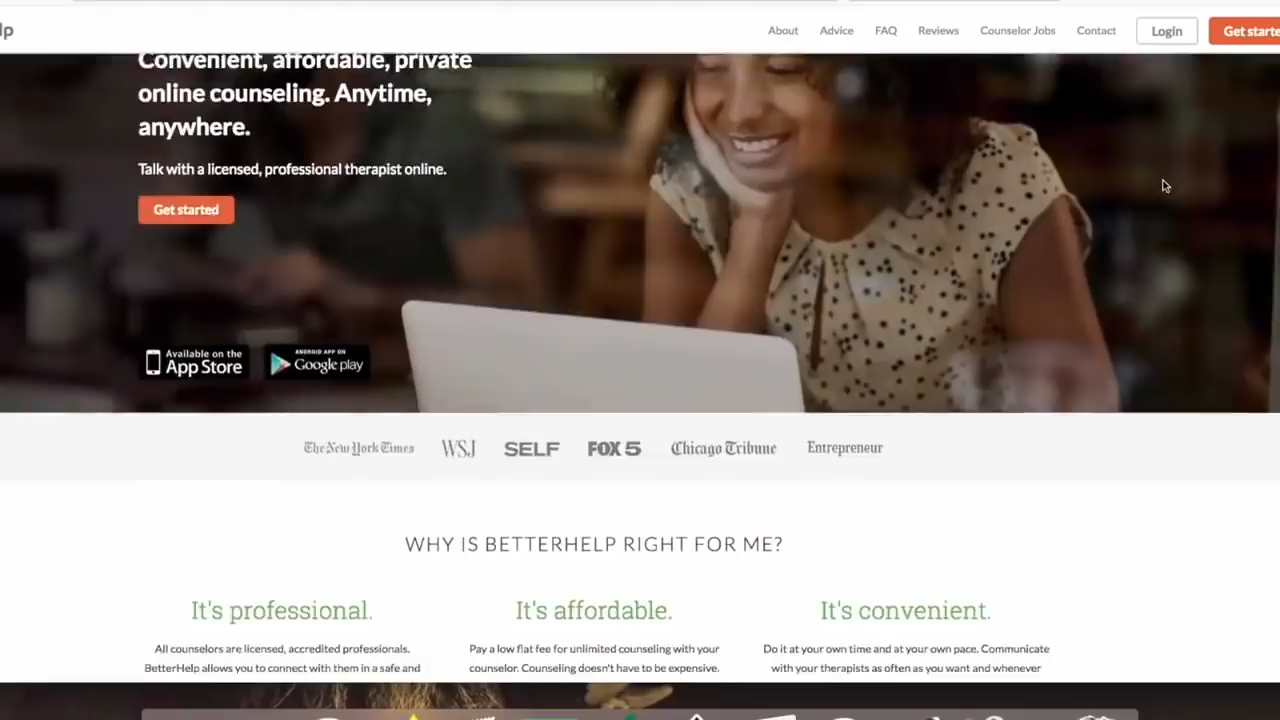 lp
About
Advice
FAQ
Reviews
Counselor Jobs
Contact
Login
Get starte
Convenient, affordable, private
online counseling. Anytime,
anywhere.
Talk with a licensed, professional therapist online.
Get started
Available on the
App Store
ANDROID APP ON
Google play
The New York Times
WSJ
SELF
FOX 5
Chicago Tribune
Entrepreneur
WHY IS BETTERHELP RIGHT FOR ME?
It's professional.
All counselors are licensed, accredited professionals.
BetterHelp allows you to connect with them in a safe and
It's affordable.
Pay a low flat fee for unlimited counseling with your
counselor. Counseling doesn't have to be expensive.
It's convenient.
Do it at your own time and at your own pace. Communicate
with your therapists as often as you want and whenever